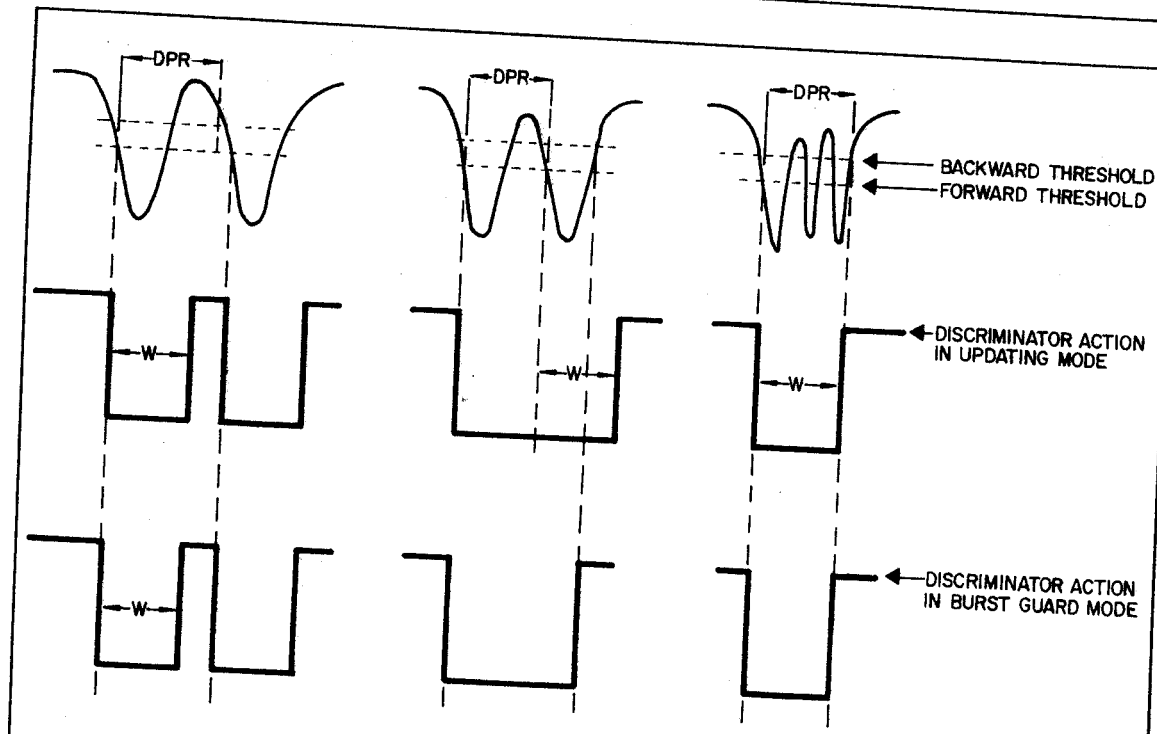 DPR
DPR
DPR
BACKWARD THRESHOLD
FORWARD THRESHOLD
DISCRIMINATOR ACTION
IN UPDATING MODE
W
W
W
DISCRIMINATOR ACTION
IN BURST GUARD MODE
W